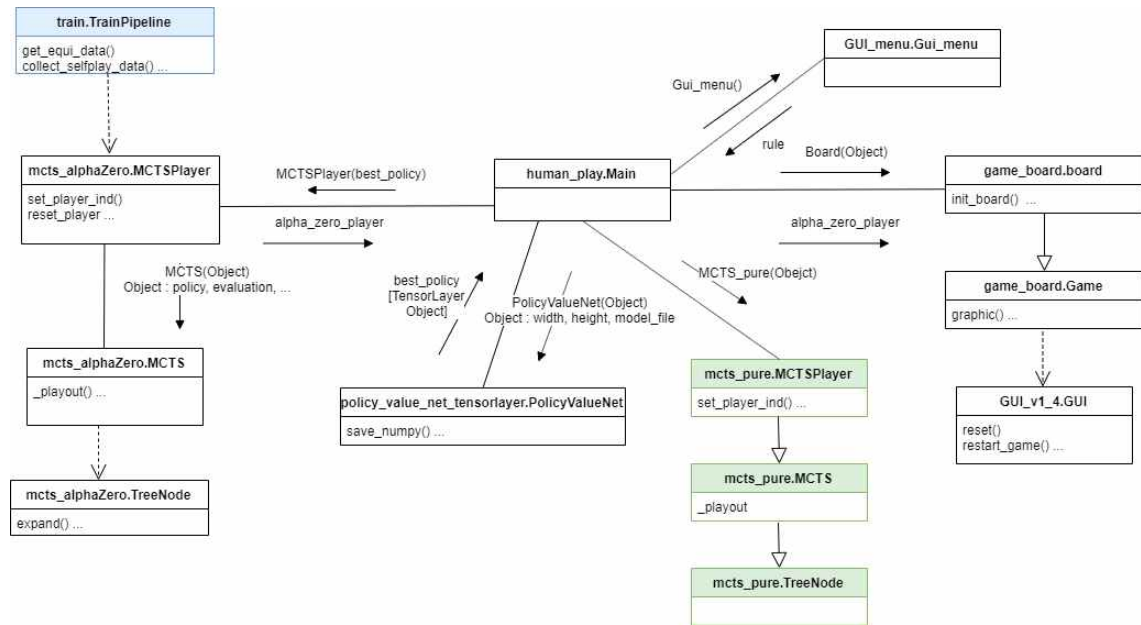 train.TrainPipeline
get_equi_data()
collect_selfplay_data() ...
GUI_menu.Gui_menu
Gui_menu()
rule
mcts_alphaZero.MCTSPlayer
set_player_ind()
reset_player ...
MCTSPlayer(best_policy)
alpha_zero_player
human_play.Main
Board(Object)
alpha_zero_player
game_board.board
init_board() ...
MCTS(Object)
Object : policy, evaluation, ...
best_policy
[TensorLayer
Object]
PolicyValueNet(Object)
Object : width, height, model_file
MCTS_pure(Obejct)
game_board.Game
graphic() ...
mcts_alphaZero.MCTS
_playout() ...
policy_value_net_tensorlayer.PolicyValueNet
save_numpy() ...
mcts_pure.MCTSPlayer
set_player_ind() ...
GUI_v1_4.GUI
reset()
restart_game() ...
mcts_alphaZero.TreeNode
expand() ...
mcts_pure.MCTS
_playout
mcts_pure.TreeNode